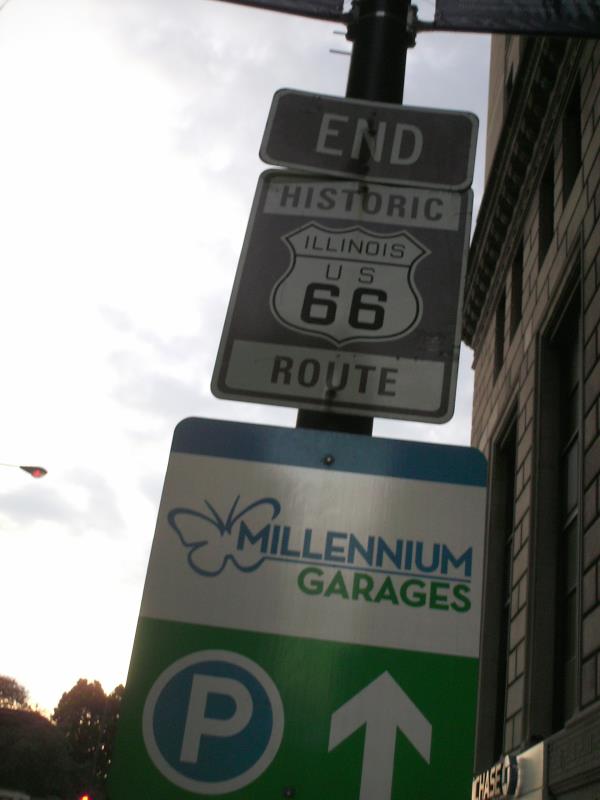 END
HISTORIC
ILLINOIS
U S
66
ROUTE
MILLENNIUM
GARAGES
P
CHASE